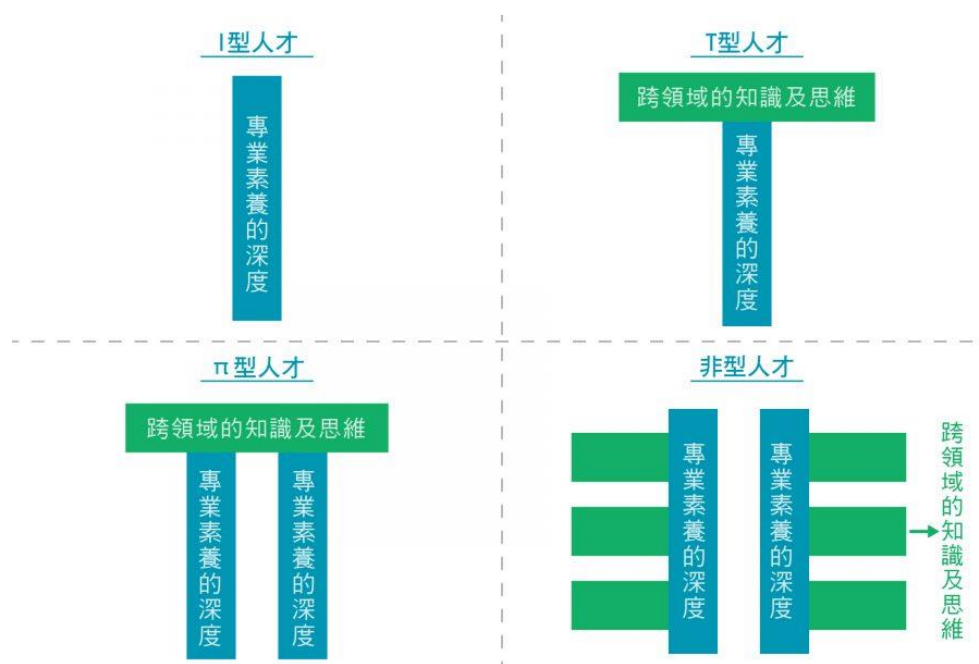 I型人才
專業素養的深度
T型人才
跨領域的知識及思維
專業素養的深度
π型人才
跨領域的知識及思維
專業素養的深度
專業素養的深度
非型人才
專業素養的深度
專業素養的深度
跨領域的知識及思維